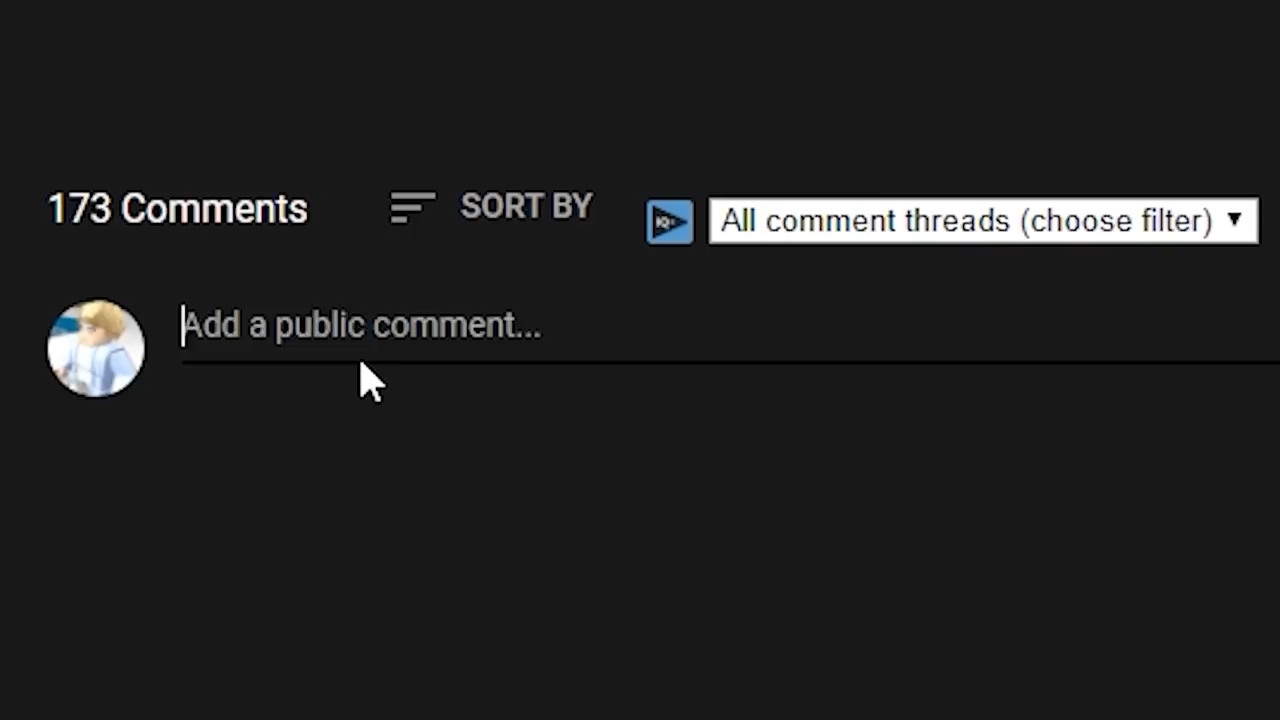 173 Comments
SORT BY
All comment threads (choose filter)
Add a public comment...